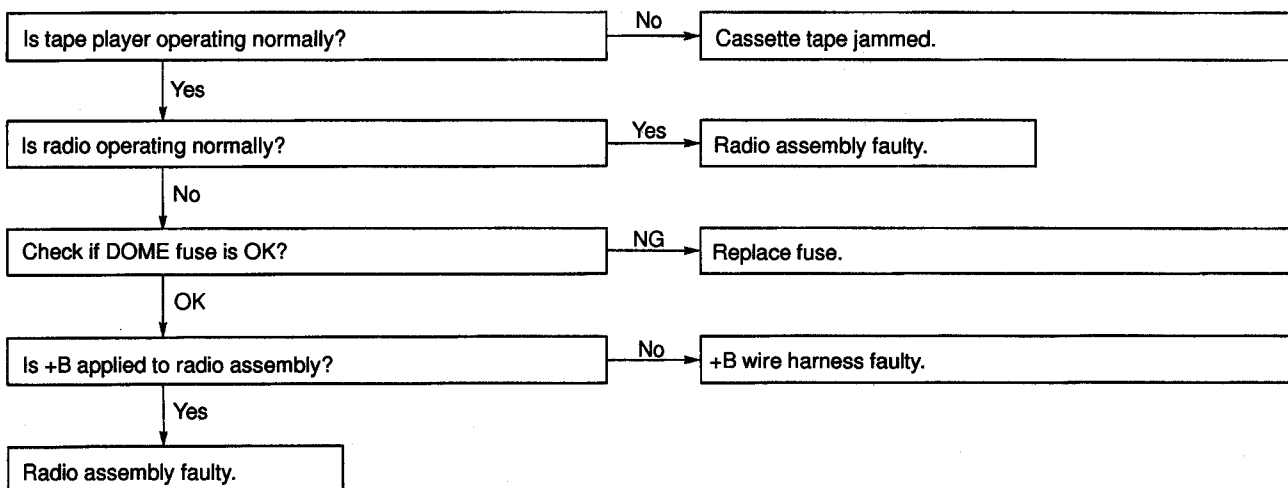 Is tape player operating normally?
No
Cassette tape jammed.
Yes
Is radio operating normally?
Yes
Radio assembly faulty.
No
Check if DOME fuse is OK?
NG
Replace fuse.
OK
Is +B applied to radio assembly?
No
+B wire harness faulty.
Yes
Radio assembly faulty.